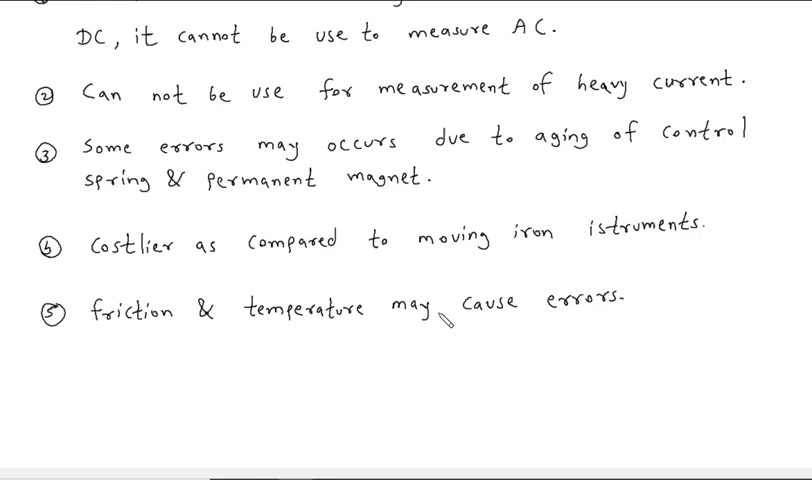 DC, it cannot be use to measure AC.
② Can not be use for measurement of heavy current.
③ Some errors may occurs due to aging of control
spring & permanent magnet.
④ Costlier as compared to moving iron istruments.
⑤ friction & temperature may cause errors.